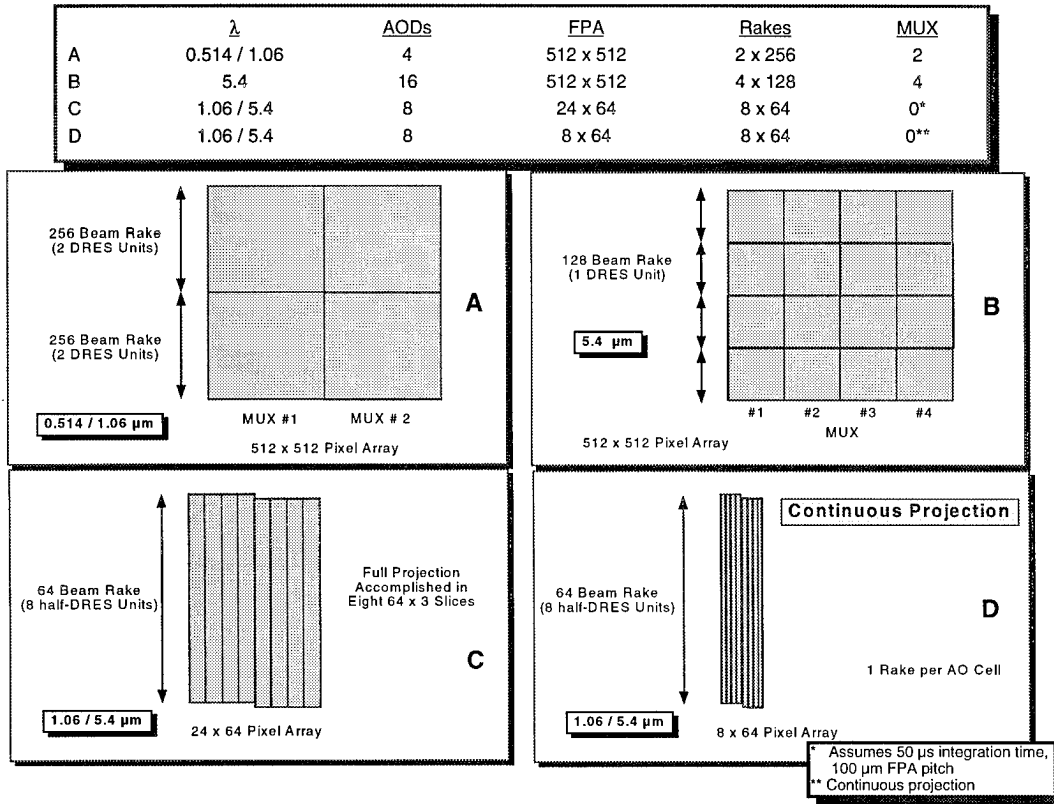 λ AODs FPA Rakes MUX
A 0.514 / 1.06 4 512 x 512 2 x 256 2
B 5.4 16 512 x 512 4 x 128 4
C 1.06 / 5.4 8 24 x 64 8 x 64 0*
D 1.06 / 5.4 8 8 x 64 8 x 64 0**
256 Beam Rake
(2 DRES Units)
256 Beam Rake
(2 DRES Units)
A
0.514 / 1.06 µm
MUX #1 MUX # 2
512 x 512 Pixel Array
128 Beam Rake
(1 DRES Unit)
5.4 µm
B
#1 #2 #3 #4
MUX
512 x 512 Pixel Array
64 Beam Rake
(8 half-DRES Units)
Full Projection
Accomplished in
Eight 64 x 3 Slices
C
1.06 / 5.4 µm
24 x 64 Pixel Array
Continuous Projection
64 Beam Rake
(8 half-DRES Units)
D
1 Rake per AO Cell
1.06 / 5.4 µm
8 x 64 Pixel Array
* Assumes 50 µs integration time,
100 µm FPA pitch
** Continuous projection